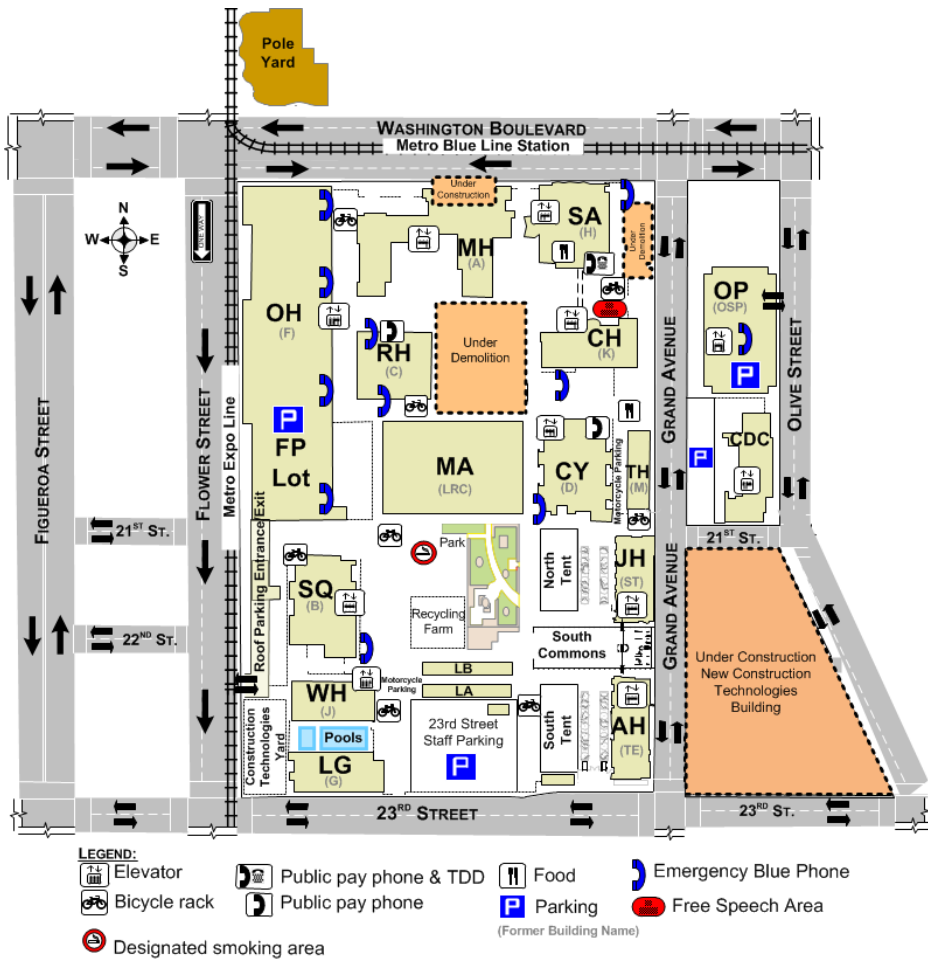 Pole
Yard
WASHINGTON BOULEVARD
Metro Blue Line Station
Under
Construction
N
W E
S
ONE WAY
SA
(H)
MH
(A)
Under
Demolition
OH
(F)
OP
(OSP)
RH
(C)
Under
Demolition
CH
(K)
P
FIGUEROA STREET
FLOWER STREET
Metro Expo Line
GRAND AVENUE
OLIVE STREET
P
FP
Lot
MA
(LRC)
CY
(D)
Motorcycle Parking
TH
(M)
P
CDC
21ST ST.
21ST ST.
Roof Parking Entrance/Exit
Park
North
Tent
JH
(ST)
SQ
(B)
Recycling
Farm
22ND ST.
South
Commons
GRAND AVENUE
Under Construction
New Construction
Technologies
Building
LB
LA
Motorcycle
Parking
WH
(J)
Construction
Technologies
Yard
Pools
23rd Street
Staff Parking
P
South
Tent
AH
(TE)
LG
(G)
23RD STREET
23RD ST.
LEGEND:
Elevator
Public pay phone & TDD
Food
Emergency Blue Phone
Bicycle rack
Public pay phone
P Parking
Free Speech Area
(Former Building Name)
Designated smoking area